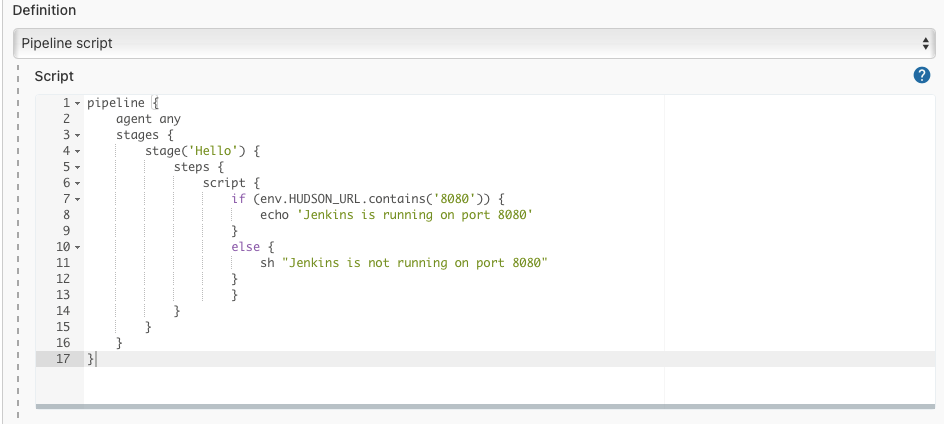 Definition
Pipeline script
Script
?
1 pipeline {
2     agent any
3     stages {
4         stage('Hello') {
5             steps {
6                 script {
7                     if (env.HUDSON_URL.contains('8080')) {
8                         echo 'Jenkins is running on port 8080'
9                     }
10                     else {
11                         sh "Jenkins is not running on port 8080"
12                     }
13                     }
14             }
15         }
16     }
17 }